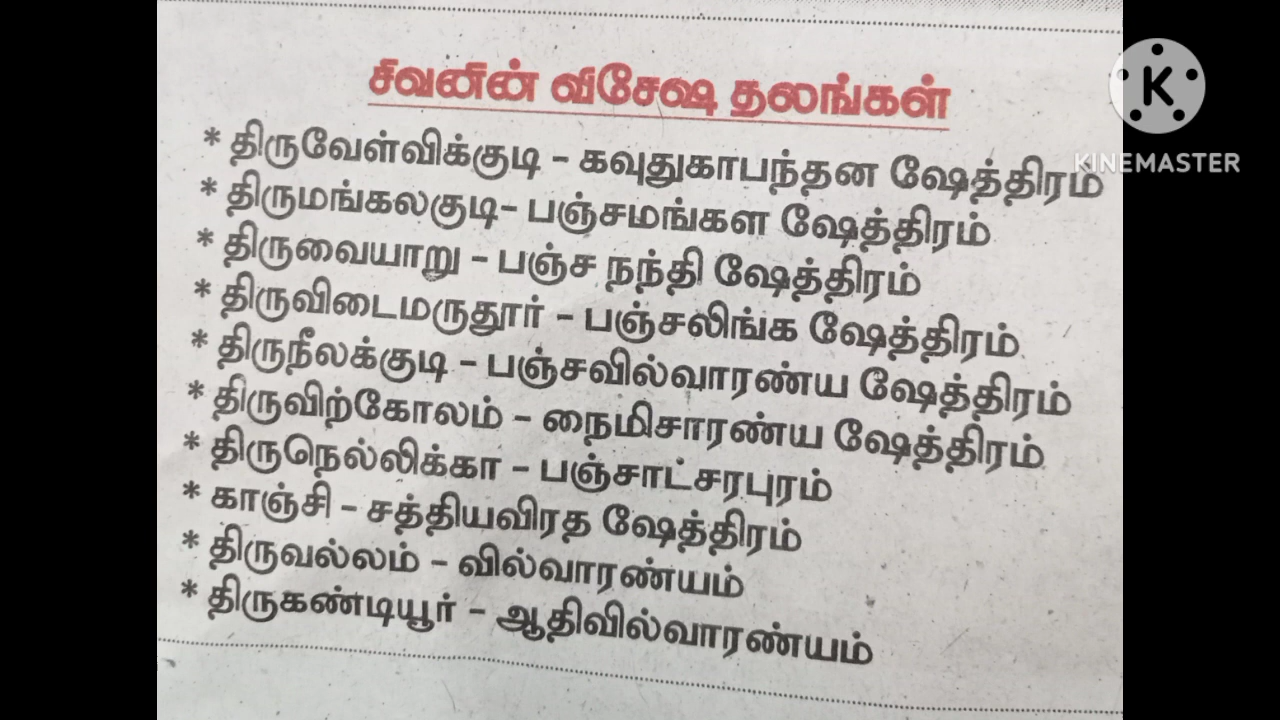 சிவனின் விசேஷ தலங்கள்
* திருவேள்விக்குடி – கவுதுகாபந்தன ஷேத்திரம்
* திருமங்கலகுடி– பஞ்சமங்கள ஷேத்திரம்
* திருவையாறு – பஞ்ச நந்தி ஷேத்திரம்
* திருவிடைமருதூர் – பஞ்சலிங்க ஷேத்திரம்
* திருநீலக்குடி – பஞ்சவில்வாரண்ய ஷேத்திரம்
* திருவிற்கோலம் – நைமிசாரண்ய ஷேத்திரம்
* திருநெல்லிக்கா – பஞ்சாட்சரபுரம்
* காஞ்சி – சத்தியவிரத ஷேத்திரம்
* திருவல்லம் – வில்வாரண்யம்
* திருகண்டியூர் – ஆதிவில்வாரண்யம்
K
KINEMASTER